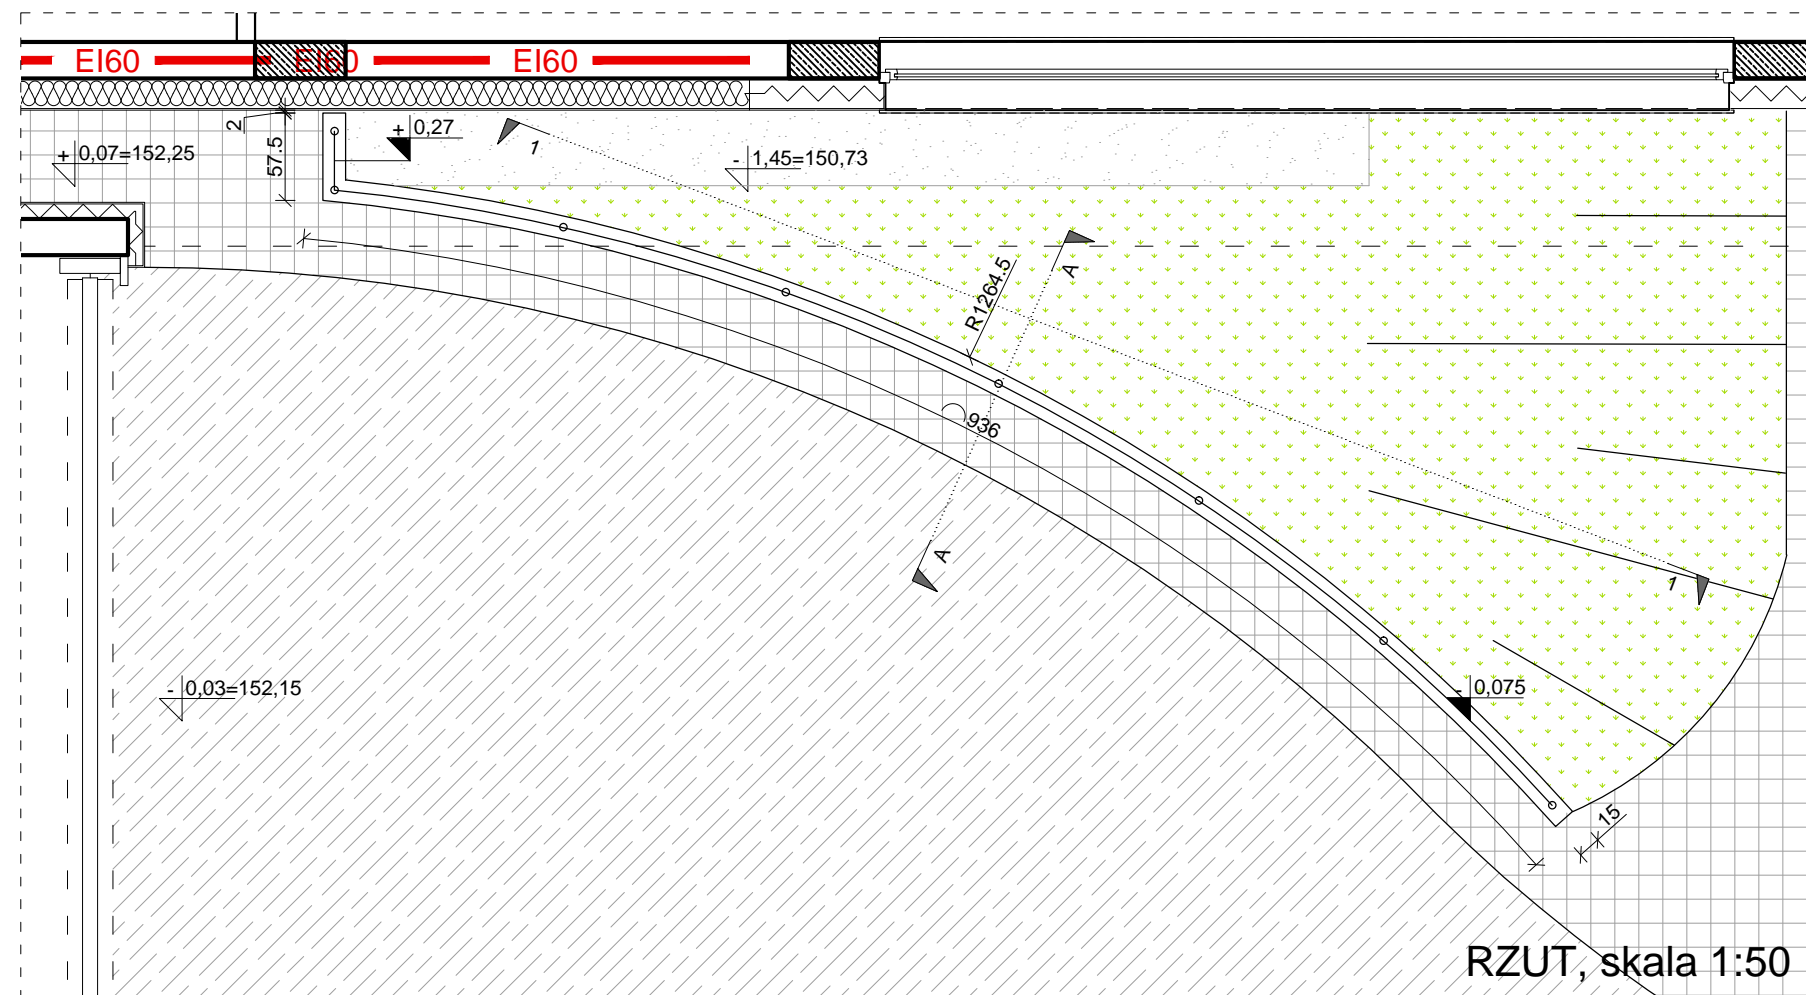 EI60
EI60
EI60
2
57.5
+ 0,27
1
+ 0,07=152,25
- 1,45=150,73
A
R1264.5
936
A
1
- 0,03=152,15
- 0,075
15
RZUT, skala 1:50